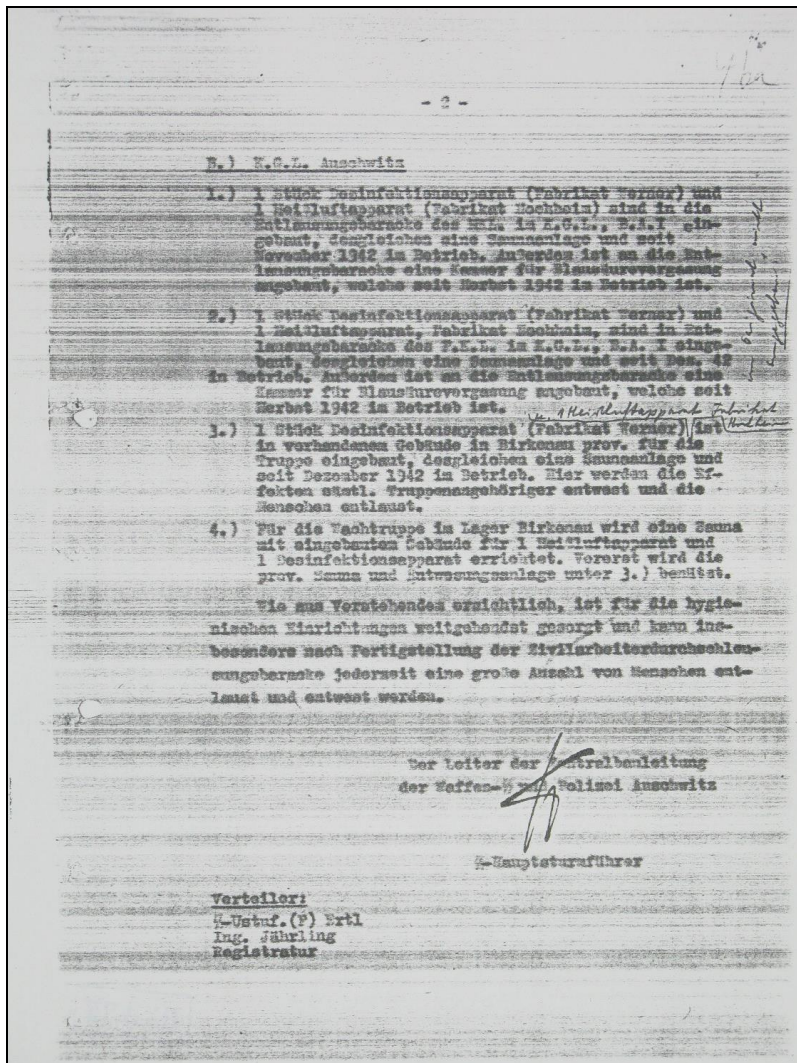 - 2 -
B.) K.G.L. Auschwitz
1.) 1 Stück Desinfektionsapparat (Fabrikat Werner) und
1 Heißluftapparat (Fabrikat Hochheim) sind in die
Entlausungsbaracke des in K.G.L., B.A.I ein-
gebaut, desgleichen eine Saunaanlage und seit
November 1942 in Betrieb. Außerdem ist an die Ent-
lausungsbaracke eine Kammer für Blausäurevergasung
angebaut, welche seit Herbst 1942 in Betrieb ist.
2.) 1 Stück Desinfektionsapparat (Fabrikat Werner) und
1 Heißluftapparat, Fabrikat Hochheim, sind in Ent-
lausungsbaracke des F.K.L. im K.G.L., B.A. I einge-
baut, desgleichen eine Saunaanlage und seit Dez. 42
in Betrieb. Außerdem ist an die Entlausungsbaracke eine
Kammer für Blausäurevergasung angebaut, welche seit
Herbst 1942 in Betrieb ist.
u. 1 Heißluftapparat Fabrikat
Hochheim
3.) 1 Stück Desinfektionsapparat (Fabrikat Werner) ist
in vorhandenem Gebäude in Birkenau prov. für die
Truppe eingebaut, desgleichen eine Saunaanlage und
seit Dezember 1942 in Betrieb. Hier werden die Ef-
fekten sämtl. Truppenangehöriger entwest und die
Menschen entlaust.
4.) Für die Wachtruppe im Lager Birkenau wird eine Sauna
mit eingebautem Gebäude für 1 Heißluftapparat und
1 Desinfektionsapparat errichtet. Vorerst wird die
prov. Sauna und Entwesungsanlage unter 3.) benützt.
Wie aus Vorstehendem ersichtlich, ist für die hygie-
nischen Einrichtungen weitgehendst gesorgt und kann ins-
besondere nach Fertigstellung der Zivilarbeiterdurchschleu-
sungsbaracke jederzeit eine große Anzahl von Menschen ent-
laust und entwest werden.
Der Leiter der Zentralbauleitung
der Waffen-SS und Polizei Auschwitz
SS-Hauptsturmführer
Verteiler:
SS-Ustuf.(F) Ertl
Ing. Jährling
Registratur